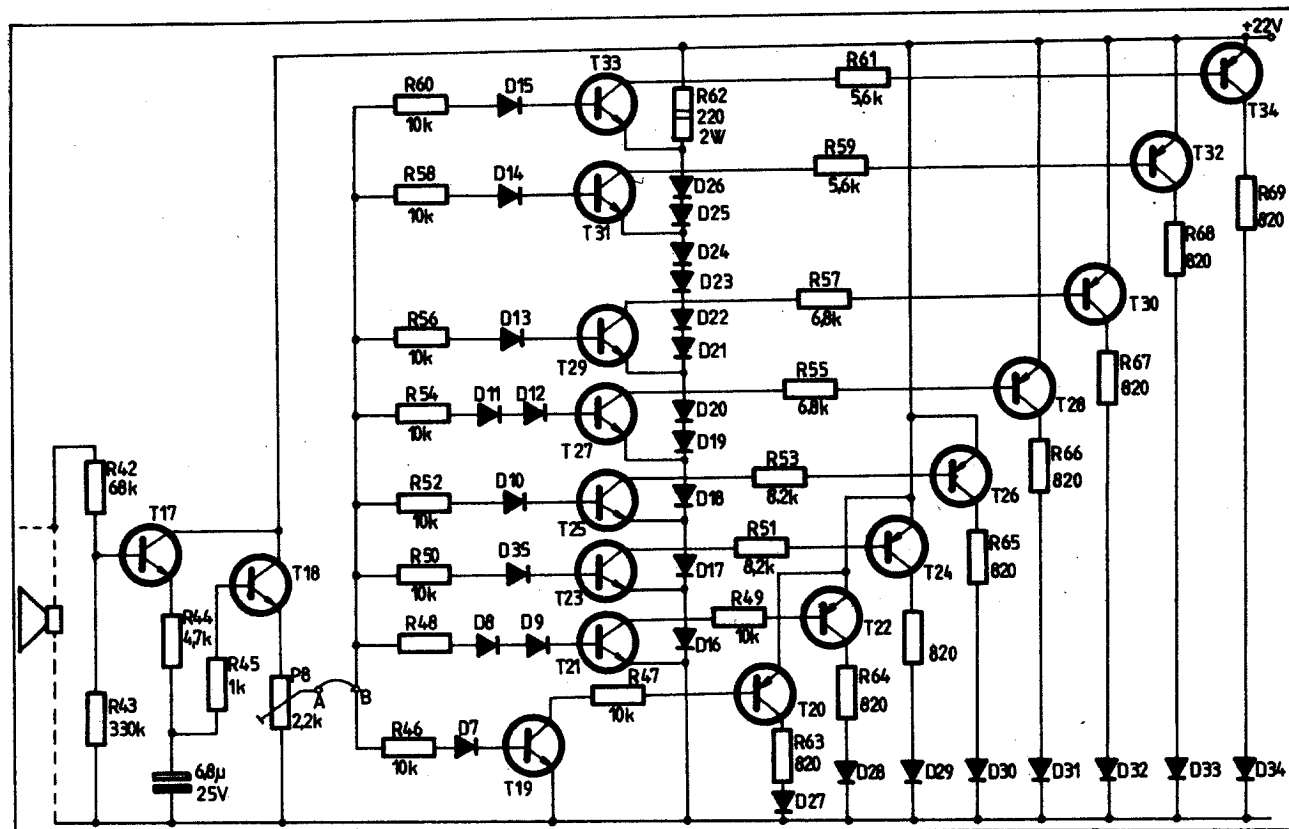 +22V
T33
R60
D15
10k
R62
220
2W
R61
5,6k
T34
R58
D14
10k
T31
D26
D25
R59
5,6k
T32
R69
820
D24
D23
R68
820
R56
D13
10k
T29
D22
D21
R57
6,8k
T30
R54
D11
D12
10k
T27
D20
D19
R55
6.8k
T28
R67
820
R42
68k
R52
D10
10k
T25
D18
R53
8.2k
T26
R66
820
T17
T18
R50
D35
10k
T23
D17
R51
8,2k
T24
R65
820
R44
4,7k
R45
1k
R48
D8
D9
T21
D16
R49
10k
T22
820
R43
330k
P8
2,2k
A
B
R47
10k
T20
R64
820
R46
D7
10k
T19
R63
820
6,8µ
25V
D27
D28
D29
D30
D31
D32
D33
D34